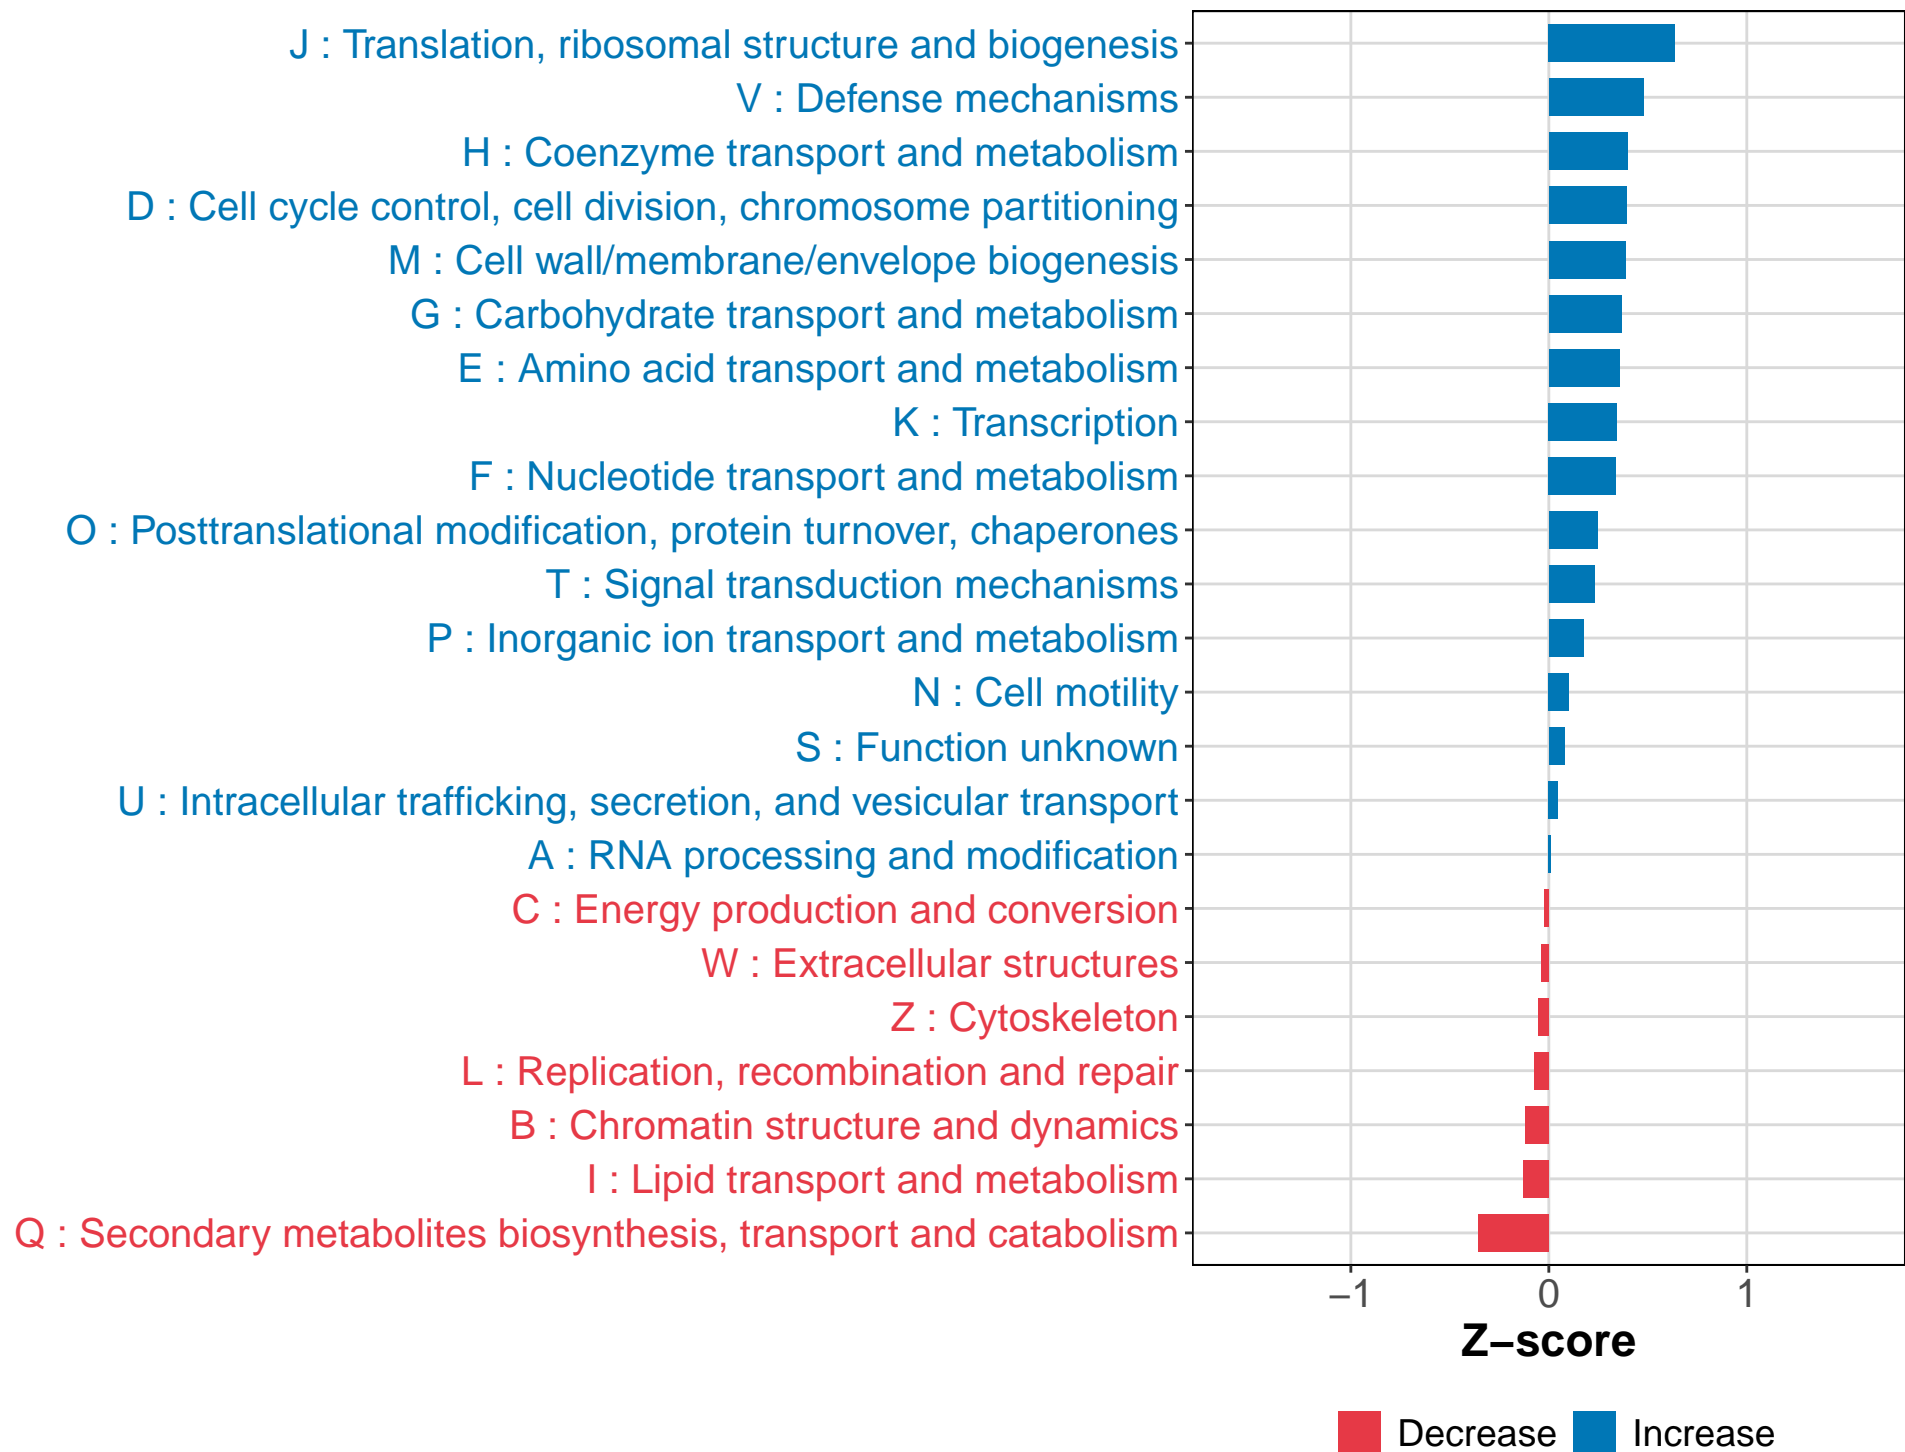 J : Translation, ribosomal structure and biogenesis
V : Defense mechanisms
H : Coenzyme transport and metabolism
D : Cell cycle control, cell division, chromosome partitioning
M : Cell wall/membrane/envelope biogenesis
G : Carbohydrate transport and metabolism
E : Amino acid transport and metabolism
K : Transcription
F : Nucleotide transport and metabolism
O : Posttranslational modification, protein turnover, chaperones
T : Signal transduction mechanisms
P : Inorganic ion transport and metabolism
N : Cell motility
S : Function unknown
U : Intracellular trafficking, secretion, and vesicular transport
A : RNA processing and modification
C : Energy production and conversion
W : Extracellular structures
Z : Cytoskeleton
L : Replication, recombination and repair
B : Chromatin structure and dynamics
I : Lipid transport and metabolism
Q : Secondary metabolites biosynthesis, transport and catabolism
−1 0 1
Z−score
Decrease Increase